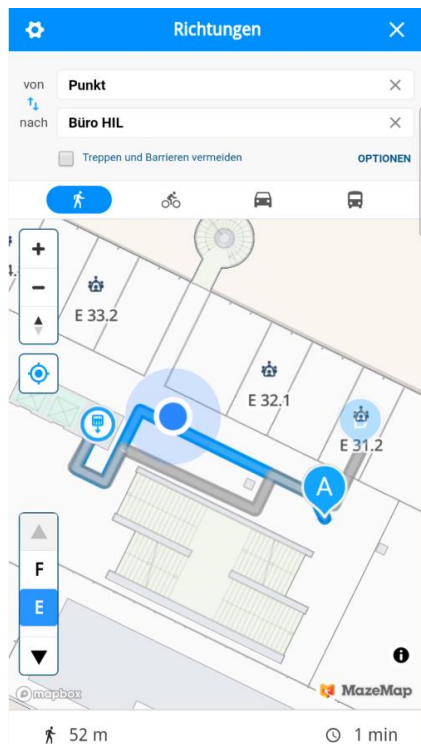 Richtungen
von Punkt
nach Büro HIL
Treppen und Barrieren vermeiden OPTIONEN
E 33.2
E 32.1
E 31.2
A
F
E
mapbox
MazeMap
52 m 1 min